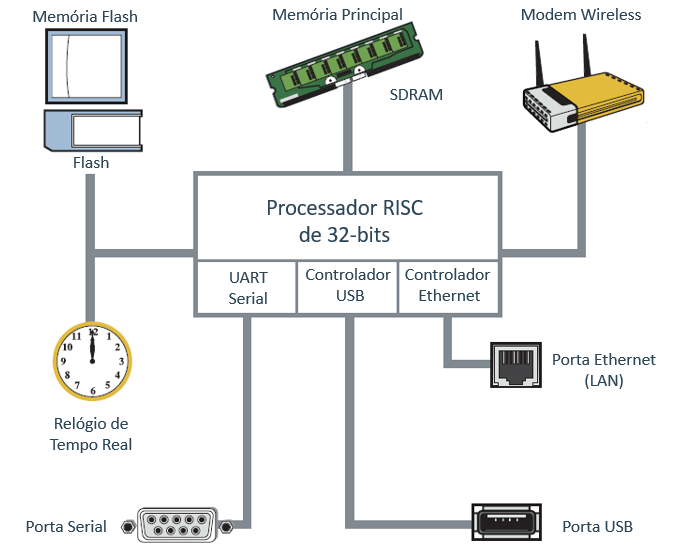 Memória Flash
Memória Principal
Modem Wireless
SDRAM
Flash
Processador RISC
de 32-bits
UART
Serial
Controlador
USB
Controlador
Ethernet
12
1
2
3
4
5
6
7
8
9
10
11
Relógio de
Tempo Real
Porta Ethernet
(LAN)
Porta Serial
Porta USB